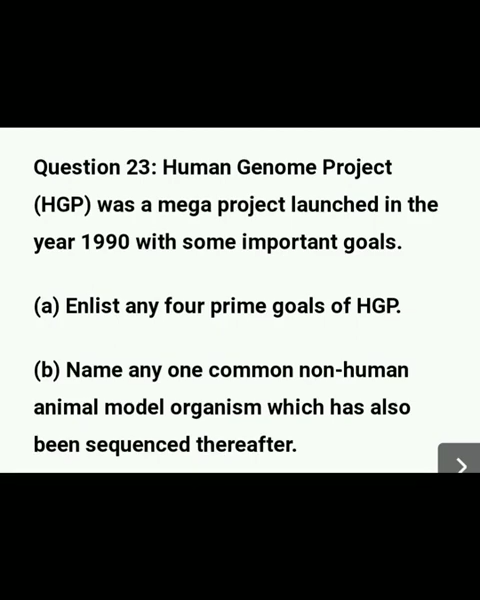 Question 23: Human Genome Project
(HGP) was a mega project launched in the
year 1990 with some important goals.
(a) Enlist any four prime goals of HGP.
(b) Name any one common non-human
animal model organism which has also
been sequenced thereafter.